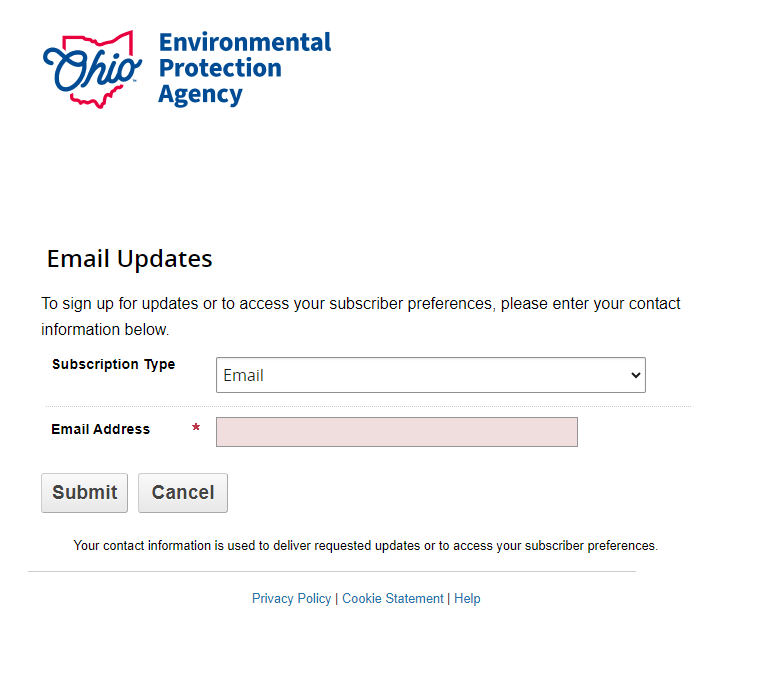 Ohio
Environmental
Protection
Agency
Email Updates
To sign up for updates or to access your subscriber preferences, please enter your contact
information below.
Subscription Type
Email
Email Address *
Submit Cancel
Your contact information is used to deliver requested updates or to access your subscriber preferences.
Privacy Policy | Cookie Statement | Help